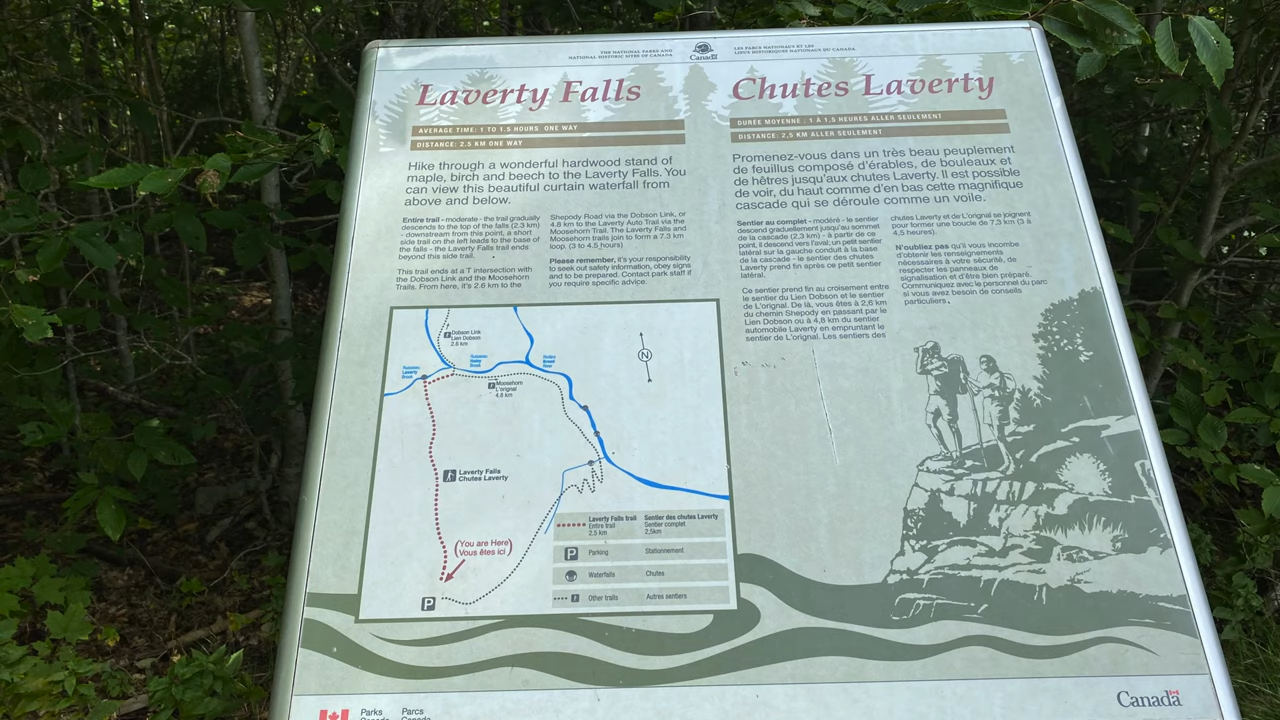 THE NATIONAL PARKS AND
NATIONAL HISTORIC SITES OF CANADA
Canada
LES PARCS NATIONAUX ET LES
LIEUX HISTORIQUES NATIONAUX DU CANADA
Laverty Falls
AVERAGE TIME: 1 TO 1.5 HOURS ONE WAY
DISTANCE: 2.5 KM ONE WAY
Hike through a wonderful hardwood stand of
maple, birch and beech to the Laverty Falls. You
can view this beautiful curtain waterfall from
above and below.
Entire trail - moderate - the trail gradually
descends to the top of the falls (2.3 km)
- downstream from this point, a short
side trail on the left leads to the base of
the falls - the Laverty Falls trail ends
beyond this side trail.
This trail ends at a T intersection with
the Dobson Link and the Moosehorn
Trails. From here, it's 2.6 km to the
Shepody Road via the Dobson Link, or
4.8 km to the Laverty Auto Trail via the
Moosehorn Trail. The Laverty Falls and
Moosehorn trails join to form a 7.3 km
loop. (3 to 4.5 hours)
Please remember, it's your responsibility
to seek out safety information, obey signs
and to be prepared. Contact park staff if
you require specific advice.
Chutes Laverty
DURÉE MOYENNE : 1 À 1,5 HEURES ALLER SEULEMENT
DISTANCE: 2,5 KM ALLER SEULEMENT
Promenez-vous dans un très beau peuplement
de feuillus composé d'érables, de bouleaux et
de hêtres jusqu'aux chutes Laverty. Il est possible
de voir, du haut comme d'en bas cette magnifique
cascade qui se déroule comme un voile.
Sentier au complet - modéré - le sentier
descend graduellement jusqu'au sommet
de la cascade (2,3 km) - à partir de ce
point, il descend vers l'aval; un petit sentier
latéral sur la gauche conduit à la base
de la cascade - le sentier des chutes
Laverty prend fin après ce petit sentier
latéral.
Ce sentier prend fin au croisement entre
le sentier du Lien Dobson et le sentier
de L'orignal. De là, vous êtes à 2,6 km
du chemin Shepody en passant par le
Lien Dobson ou à 4,8 km du sentier
automobile Laverty en empruntant le
sentier de L'orignal. Les sentiers des
chutes Laverty et de L'orignal se joignent
pour former une boucle de 7,3 km (3 à
4,5 heures).
N'oubliez pas qu'il vous incombe
d'obtenir les renseignements
nécessaires à votre sécurité, de
respecter les panneaux de
signalisation et d'être bien préparé.
Communiquez avec le personnel du parc
si vous avez besoin de conseils
particuliers.
Dobson Link
Lien Dobson
2.6 km
Ruisseau
Laverty
Brook
Ruisseau
Brook
River
Moosehorn
L'orignal
4.8 km
N
Laverty Falls
Chutes Laverty
(You are Here)
(Vous êtes ici)
P
Laverty Falls trail
Entire trail
2.5 km
Sentier des chutes Laverty
Sentier complet
2,5km
P Parking Stationnement
Waterfalls Chutes
Other trails Autres sentiers
Parks
Canada
Parcs
Canada
Canada